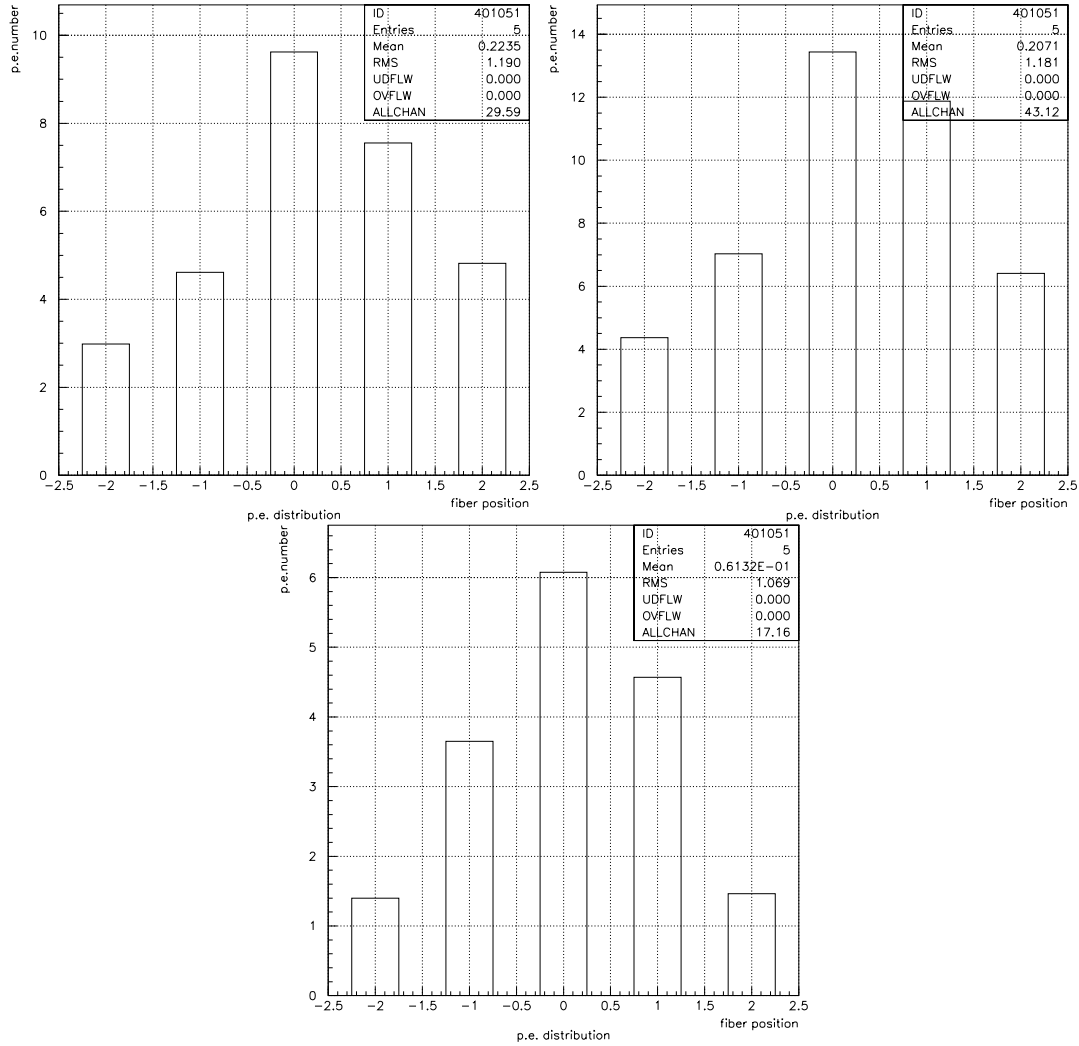 p.e.number
10
8
6
4
2
0
ID 401051
Entries 5
Mean 0.2235
RMS 1.190
UDFLW 0.000
OVFLW 0.000
ALLCHAN 29.59
−2.5 −2 −1.5 −1 −0.5 0 0.5 1 1.5 2 2.5
fiber position
p.e. distribution
p.e.number
14
12
10
8
6
4
2
0
ID 401051
Entries 5
Mean 0.2071
RMS 1.181
UDFLW 0.000
OVFLW 0.000
ALLCHAN 43.12
−2.5 −2 −1.5 −1 −0.5 0 0.5 1 1.5 2 2.5
fiber position
p.e. distribution
p.e.number
6
5
4
3
2
1
0
ID 401051
Entries 5
Mean 0.6132E−01
RMS 1.069
UDFLW 0.000
OVFLW 0.000
ALLCHAN 17.16
−2.5 −2 −1.5 −1 −0.5 0 0.5 1 1.5 2 2.5
fiber position
p.e. distribution